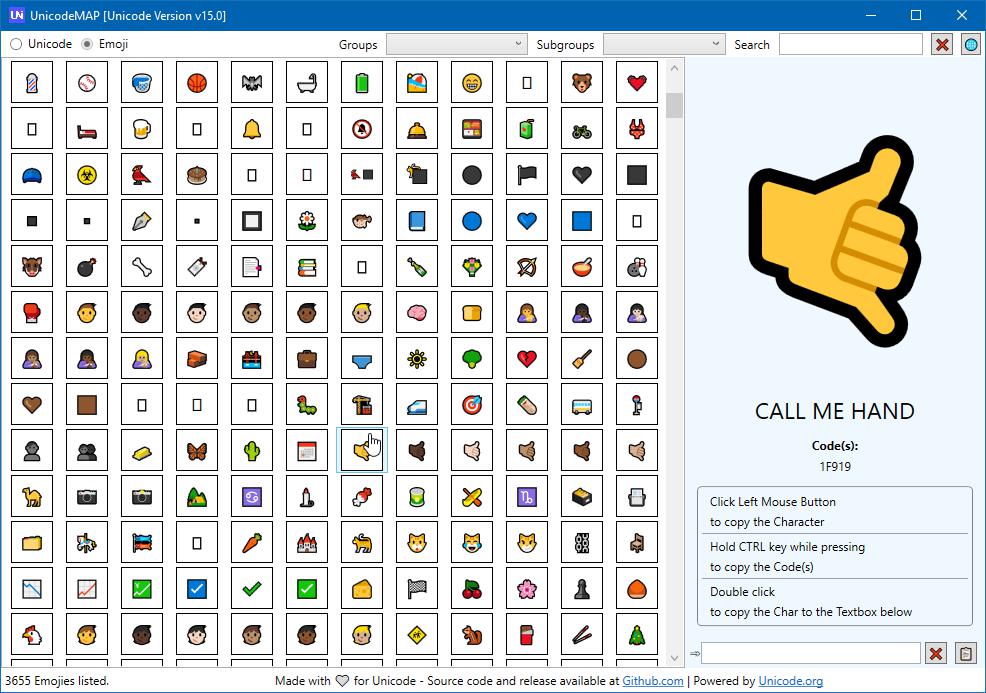 UnicodeMAP [Unicode Version v15.0]
Unicode Emoji Groups Subgroups Search
CALL ME HAND
Code(s):
1F919
Click Left Mouse Button
to copy the Character
Hold CTRL key while pressing
to copy the Code(s)
Double click
to copy the Char to the Textbox below
3655 Emojies listed.
Made with ♡ for Unicode - Source code and release available at Github.com | Powered by Unicode.org